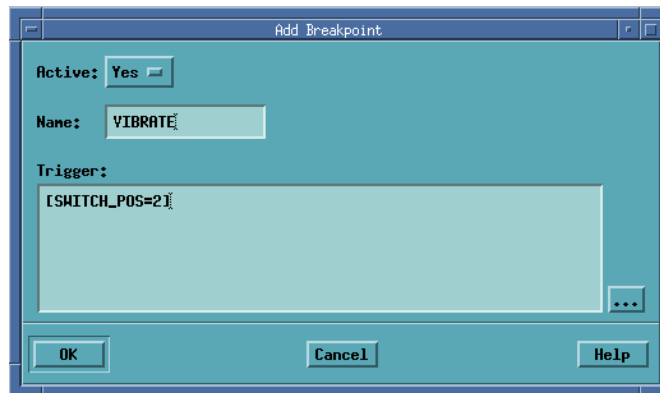 Add Breakpoint
Active: Yes
Name: VIBRATE
Trigger:
[SWITCH_POS=2]
...
OK Cancel Help